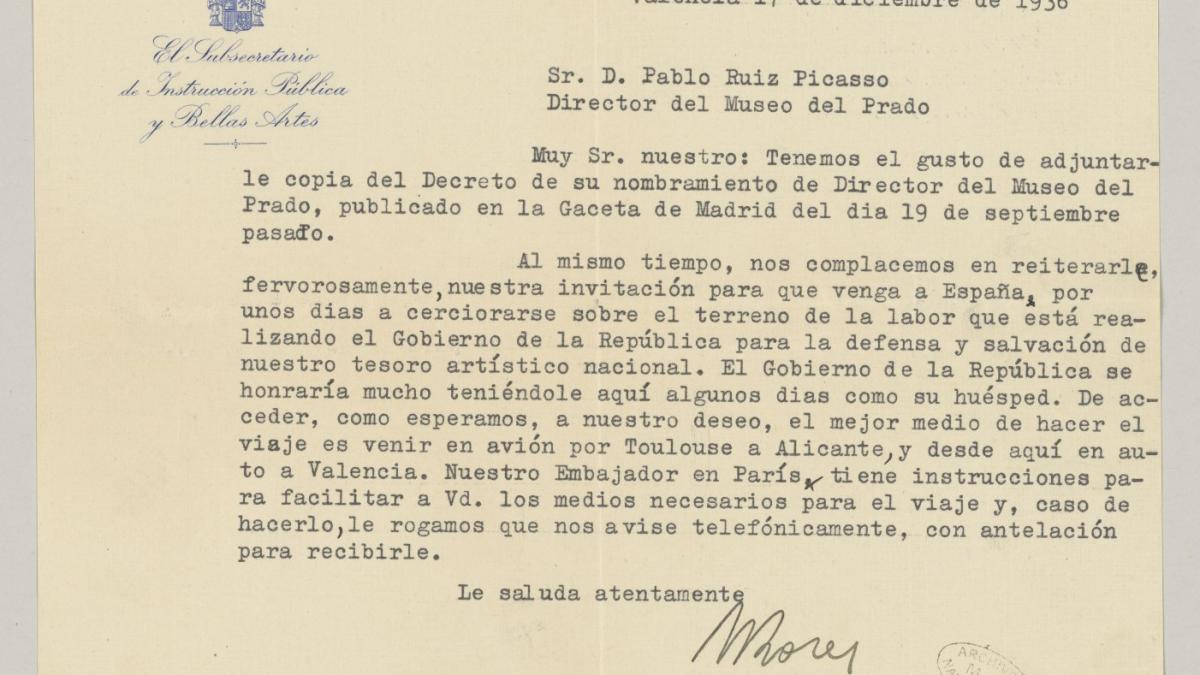 Valencia 17 de diciembre de 1936
El Subsecretario
de Instrucción Pública
y Bellas Artes
Sr. D. Pablo Ruiz Picasso
Director del Museo del Prado
Muy Sr. nuestro: Tenemos el gusto de adjuntar-
le copia del Decreto de su nombramiento de Director del Museo del
Prado, publicado en la Gaceta de Madrid del dia 19 de septiembre
pasado.
Al mismo tiempo, nos complacemos en reiterarle,
fervorosamente, nuestra invitación para que venga a España, por
unos dias a cerciorarse sobre el terreno de la labor que está rea-
lizando el Gobierno de la República para la defensa y salvación de
nuestro tesoro artístico nacional. El Gobierno de la República se
honraría mucho teniéndole aquí algunos dias como su huésped. De ac-
ceder, como esperamos, a nuestro deseo, el mejor medio de hacer el
viaje es venir en avión por Toulouse a Alicante, y desde aquí en au-
to a Valencia. Nuestro Embajador en París, tiene instrucciones pa-
ra facilitar a Vd. los medios necesarios para el viaje y, caso de
hacerlo, le rogamos que nos avise telefónicamente, con antelación
para recibirle.
Le saluda atentamente